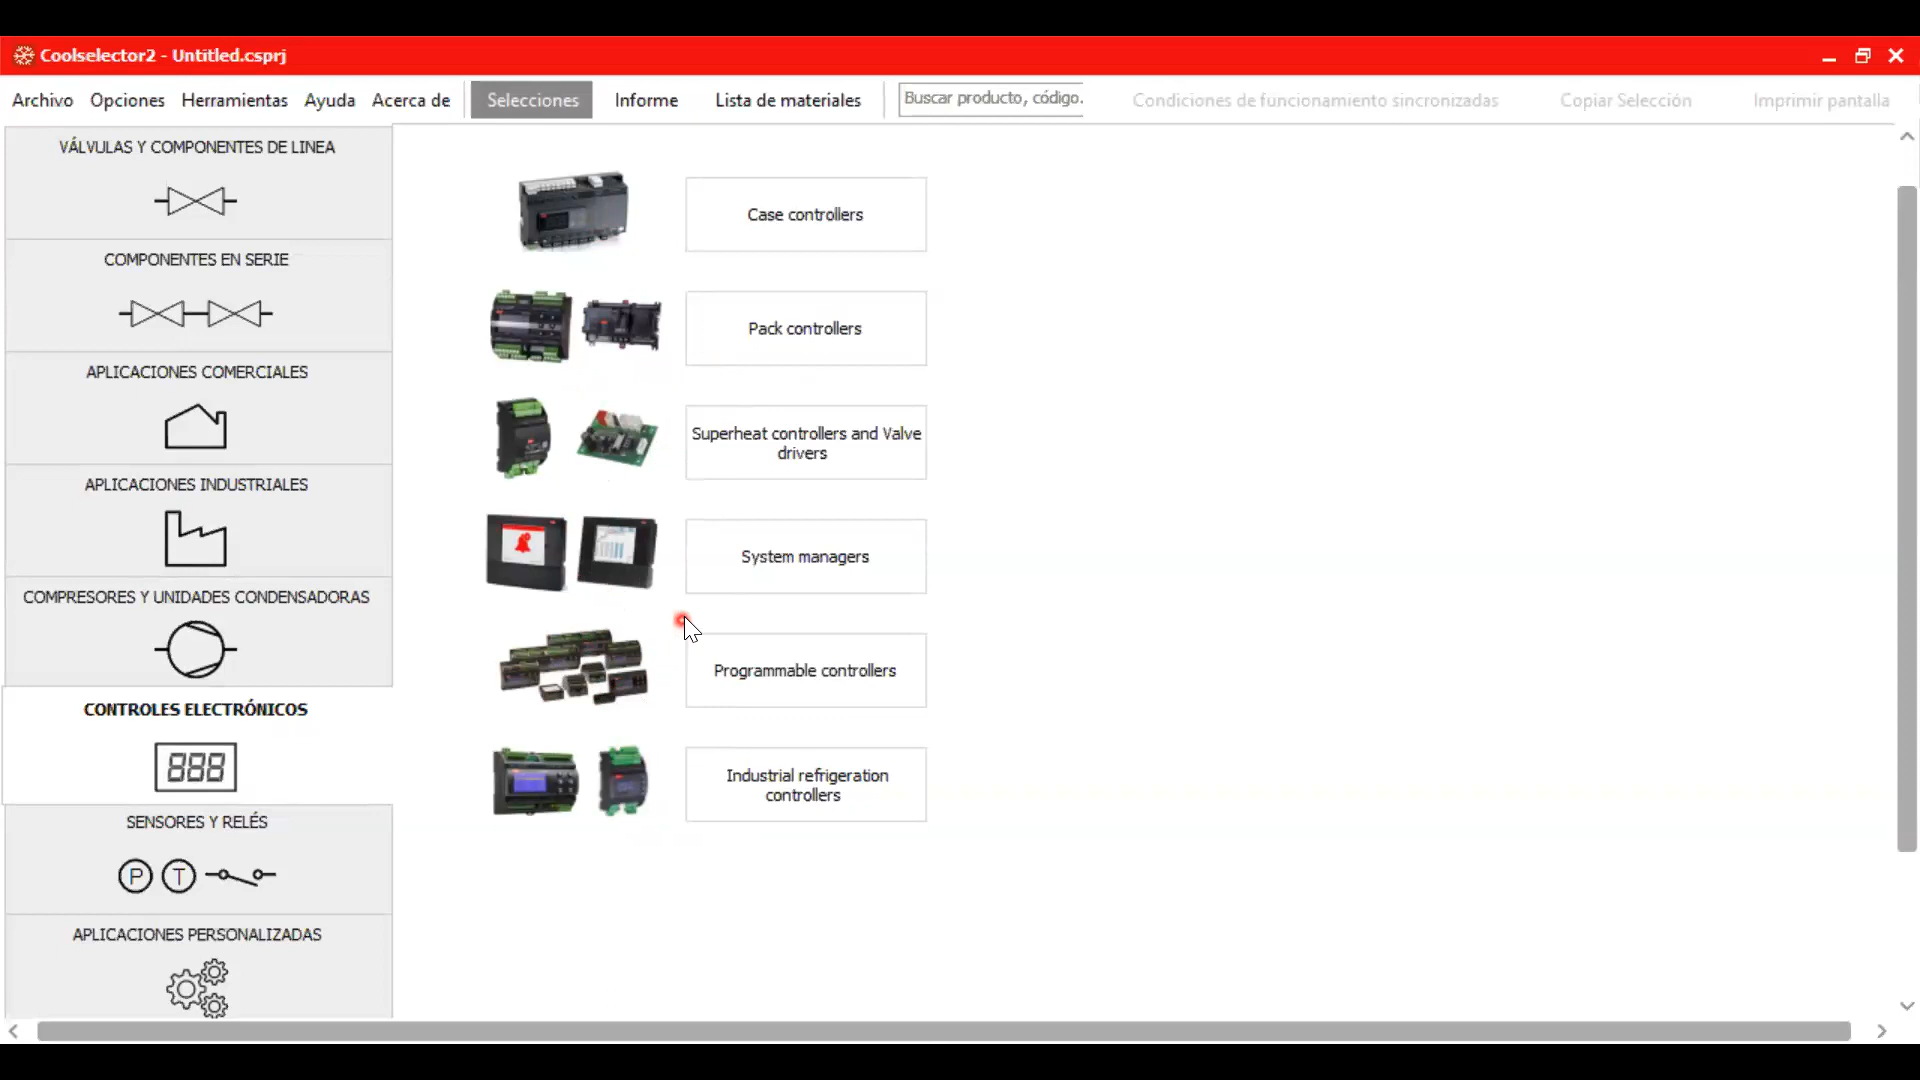 Coolselector2 - Untitled.csprj
Archivo Opciones Herramientas Ayuda Acerca de Selecciones Informe Lista de materiales Buscar producto, código. Condiciones de funcionamiento sincronizadas Copiar Selección Imprimir pantalla
VÁLVULAS Y COMPONENTES DE LINEA
COMPONENTES EN SERIE
APLICACIONES COMERCIALES
APLICACIONES INDUSTRIALES
COMPRESORES Y UNIDADES CONDENSADORAS
CONTROLES ELECTRÓNICOS
888
SENSORES Y RELÉS
P T
APLICACIONES PERSONALIZADAS
Case controllers
Pack controllers
Superheat controllers and Valve
drivers
System managers
Programmable controllers
Industrial refrigeration
controllers